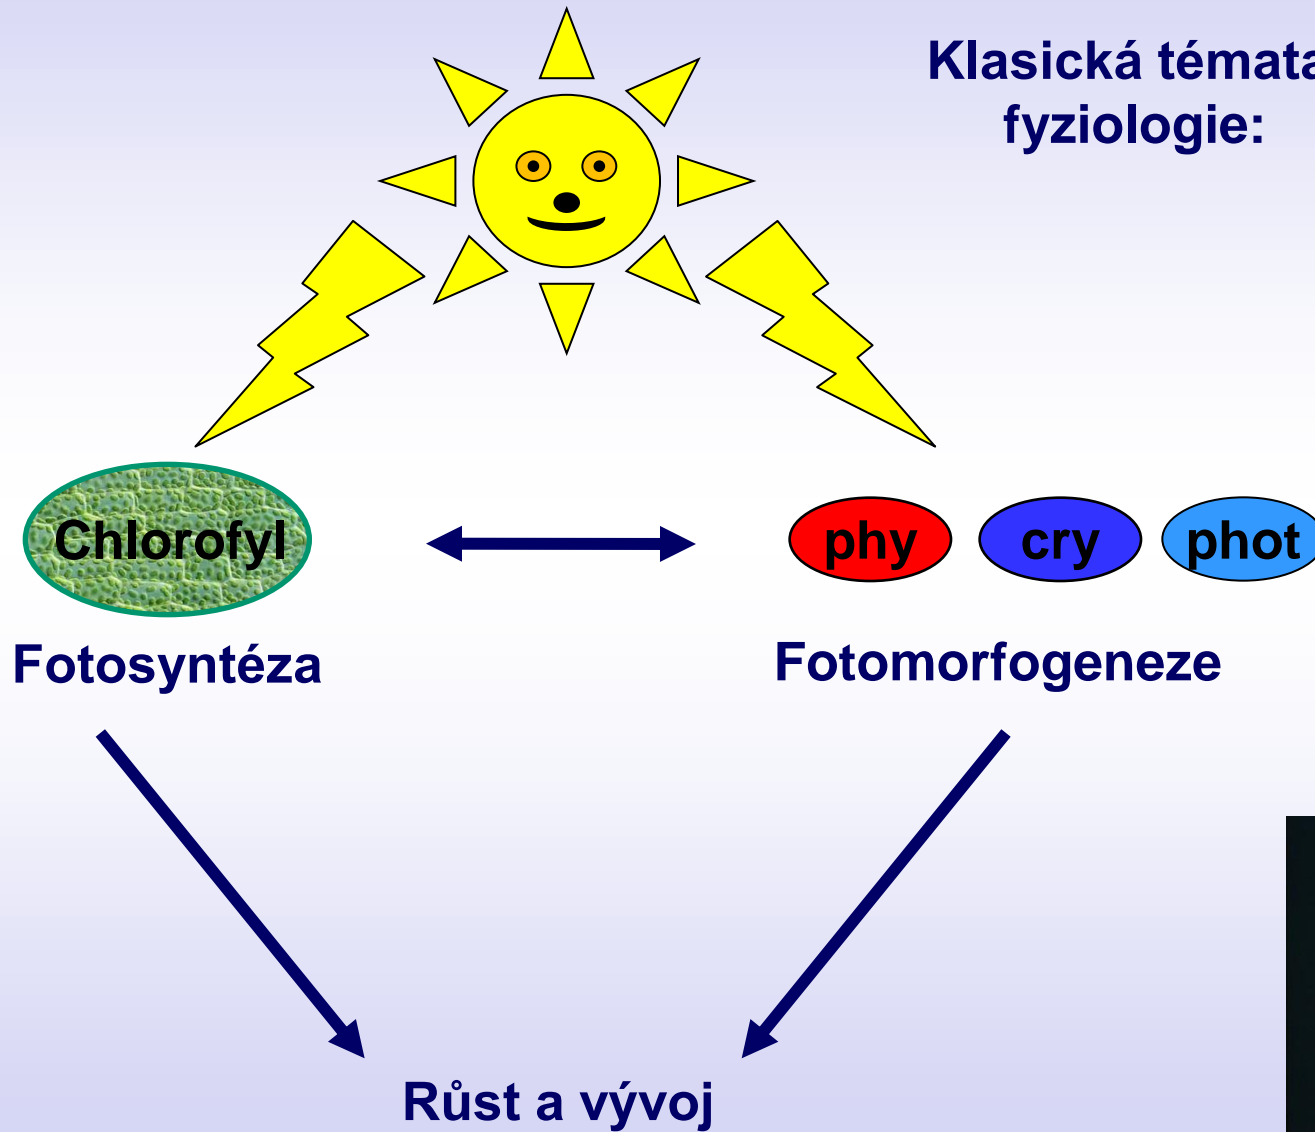 Klasická témata
fyziologie:
Chlorofyl
phy
cry
phot
Fotosyntéza
Fotomorfogeneze
Růst a vývoj